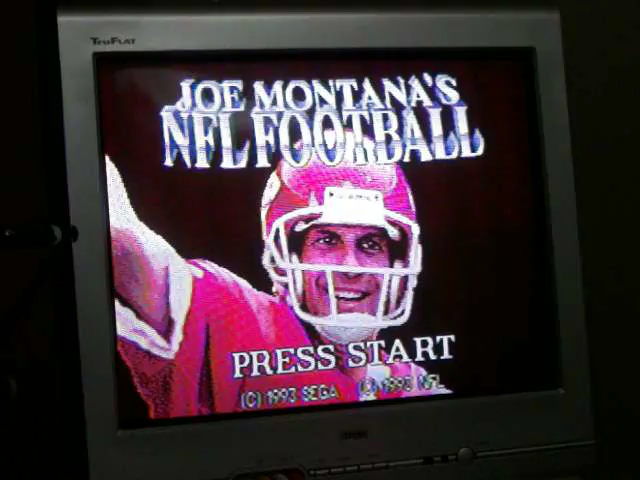 TruFlat
JOE MONTANA'S
NFL FOOTBALL
PRESS START
(C) 1993 SEGA (C) 1993 NFL